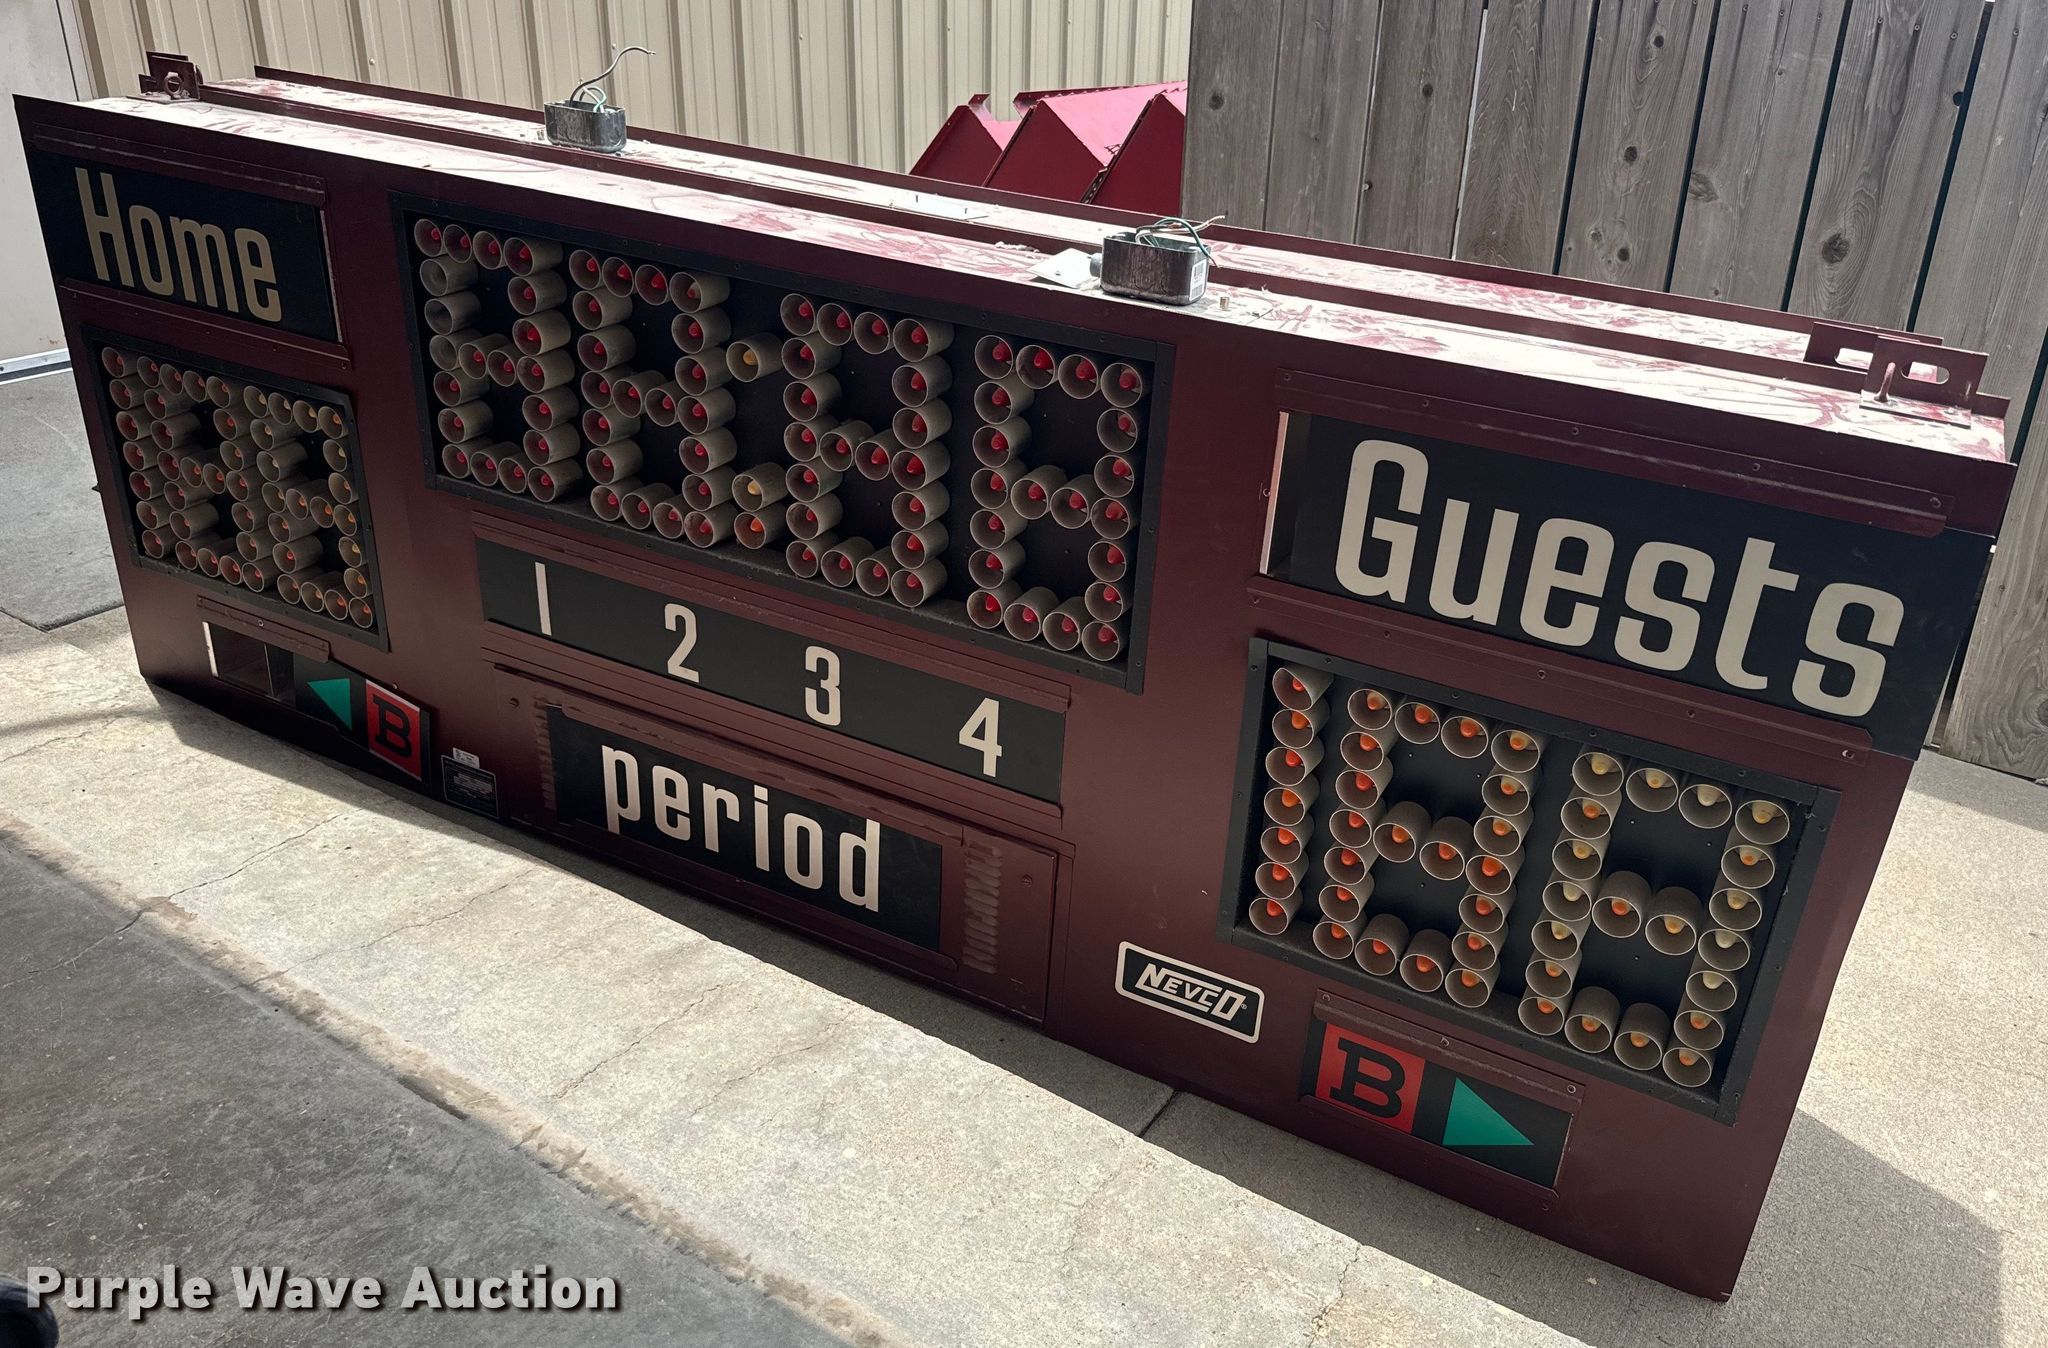 Home
Guests
1 2 3 4
period
B
NEVCO
B
Purple Wave Auction